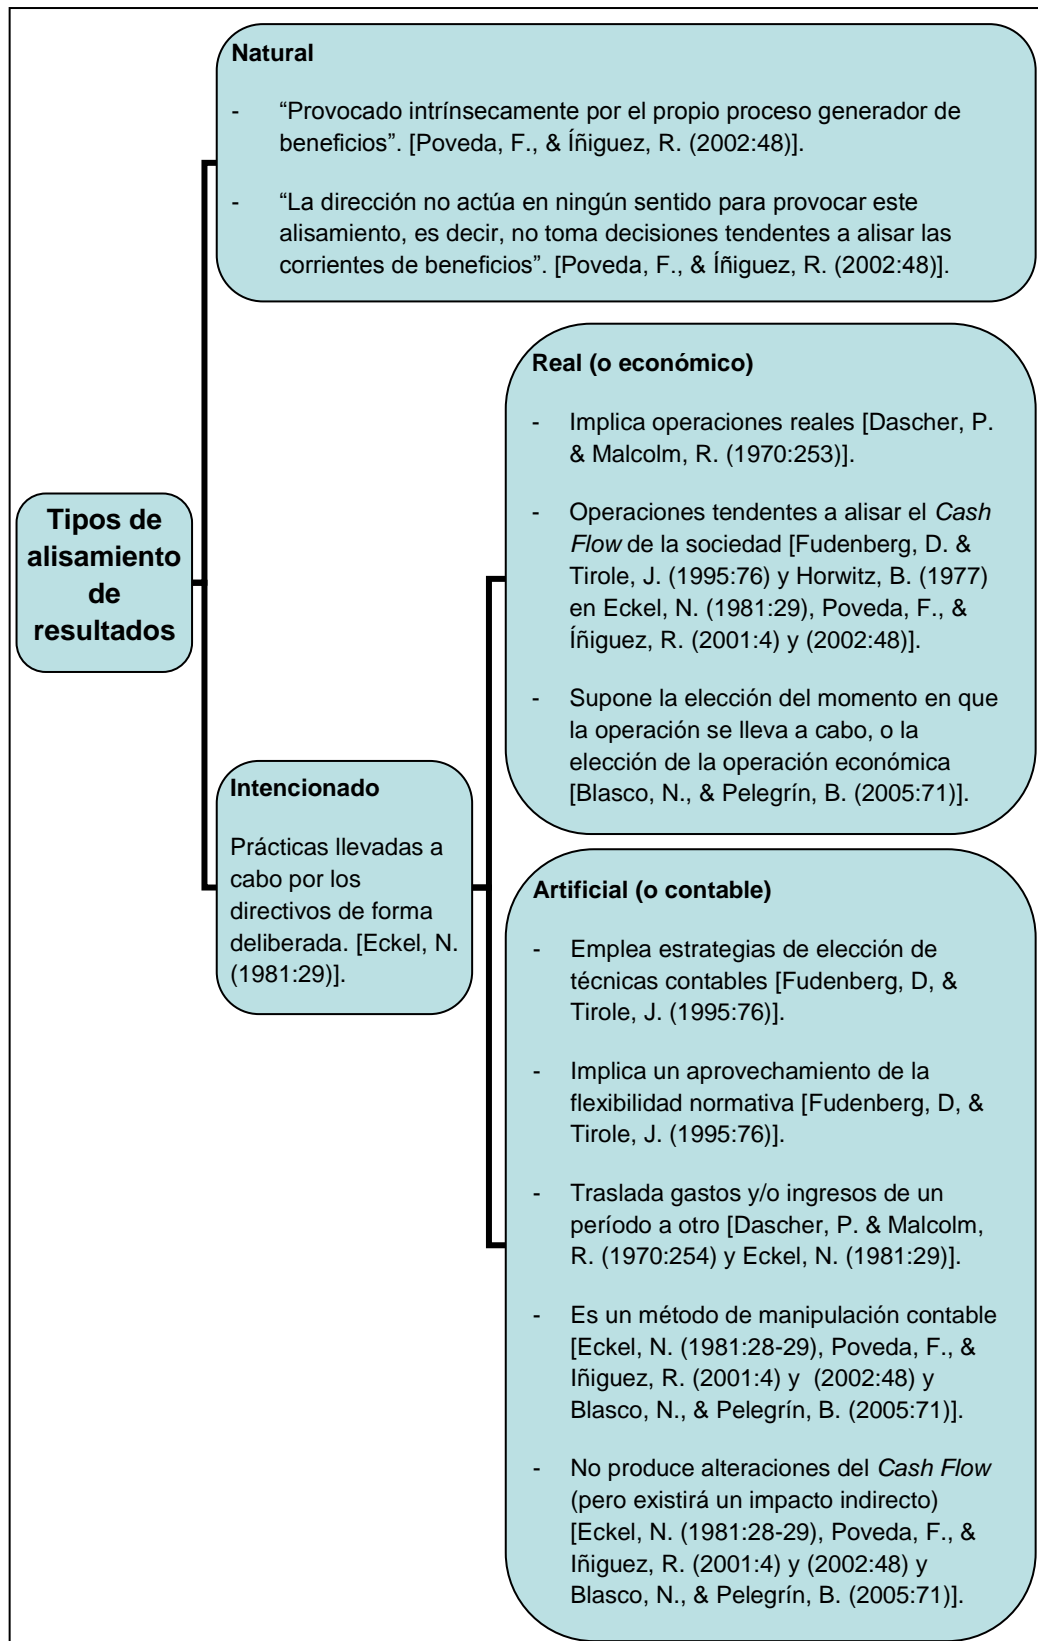 Natural
- “Provocado intrínsecamente por el propio proceso generador de
beneficios”. [Poveda, F., & Íñiguez, R. (2002:48)].
- “La dirección no actúa en ningún sentido para provocar este
alisamiento, es decir, no toma decisiones tendentes a alisar las
corrientes de beneficios”. [Poveda, F., & Íñiguez, R. (2002:48)].
Tipos de
alisamiento
de
resultados
Intencionado
Prácticas llevadas a
cabo por los
directivos de forma
deliberada. [Eckel, N.
(1981:29)].
Real (o económico)
- Implica operaciones reales [Dascher, P.
& Malcolm, R. (1970:253)].
- Operaciones tendentes a alisar el Cash
Flow de la sociedad [Fudenberg, D. &
Tirole, J. (1995:76) y Horwitz, B. (1977)
en Eckel, N. (1981:29), Poveda, F., &
Íñiguez, R. (2001:4) y (2002:48)].
- Supone la elección del momento en que
la operación se lleva a cabo, o la
elección de la operación económica
[Blasco, N., & Pelegrín, B. (2005:71)].
Artificial (o contable)
- Emplea estrategias de elección de
técnicas contables [Fudenberg, D, &
Tirole, J. (1995:76)].
- Implica un aprovechamiento de la
flexibilidad normativa [Fudenberg, D, &
Tirole, J. (1995:76)].
- Traslada gastos y/o ingresos de un
período a otro [Dascher, P. & Malcolm,
R. (1970:254) y Eckel, N. (1981:29)].
- Es un método de manipulación contable
[Eckel, N. (1981:28-29), Poveda, F., &
Iñiguez, R. (2001:4) y (2002:48) y
Blasco, N., & Pelegrín, B. (2005:71)].
- No produce alteraciones del Cash Flow
(pero existirá un impacto indirecto)
[Eckel, N. (1981:28-29), Poveda, F., &
Iñiguez, R. (2001:4) y (2002:48) y
Blasco, N., & Pelegrín, B. (2005:71)].